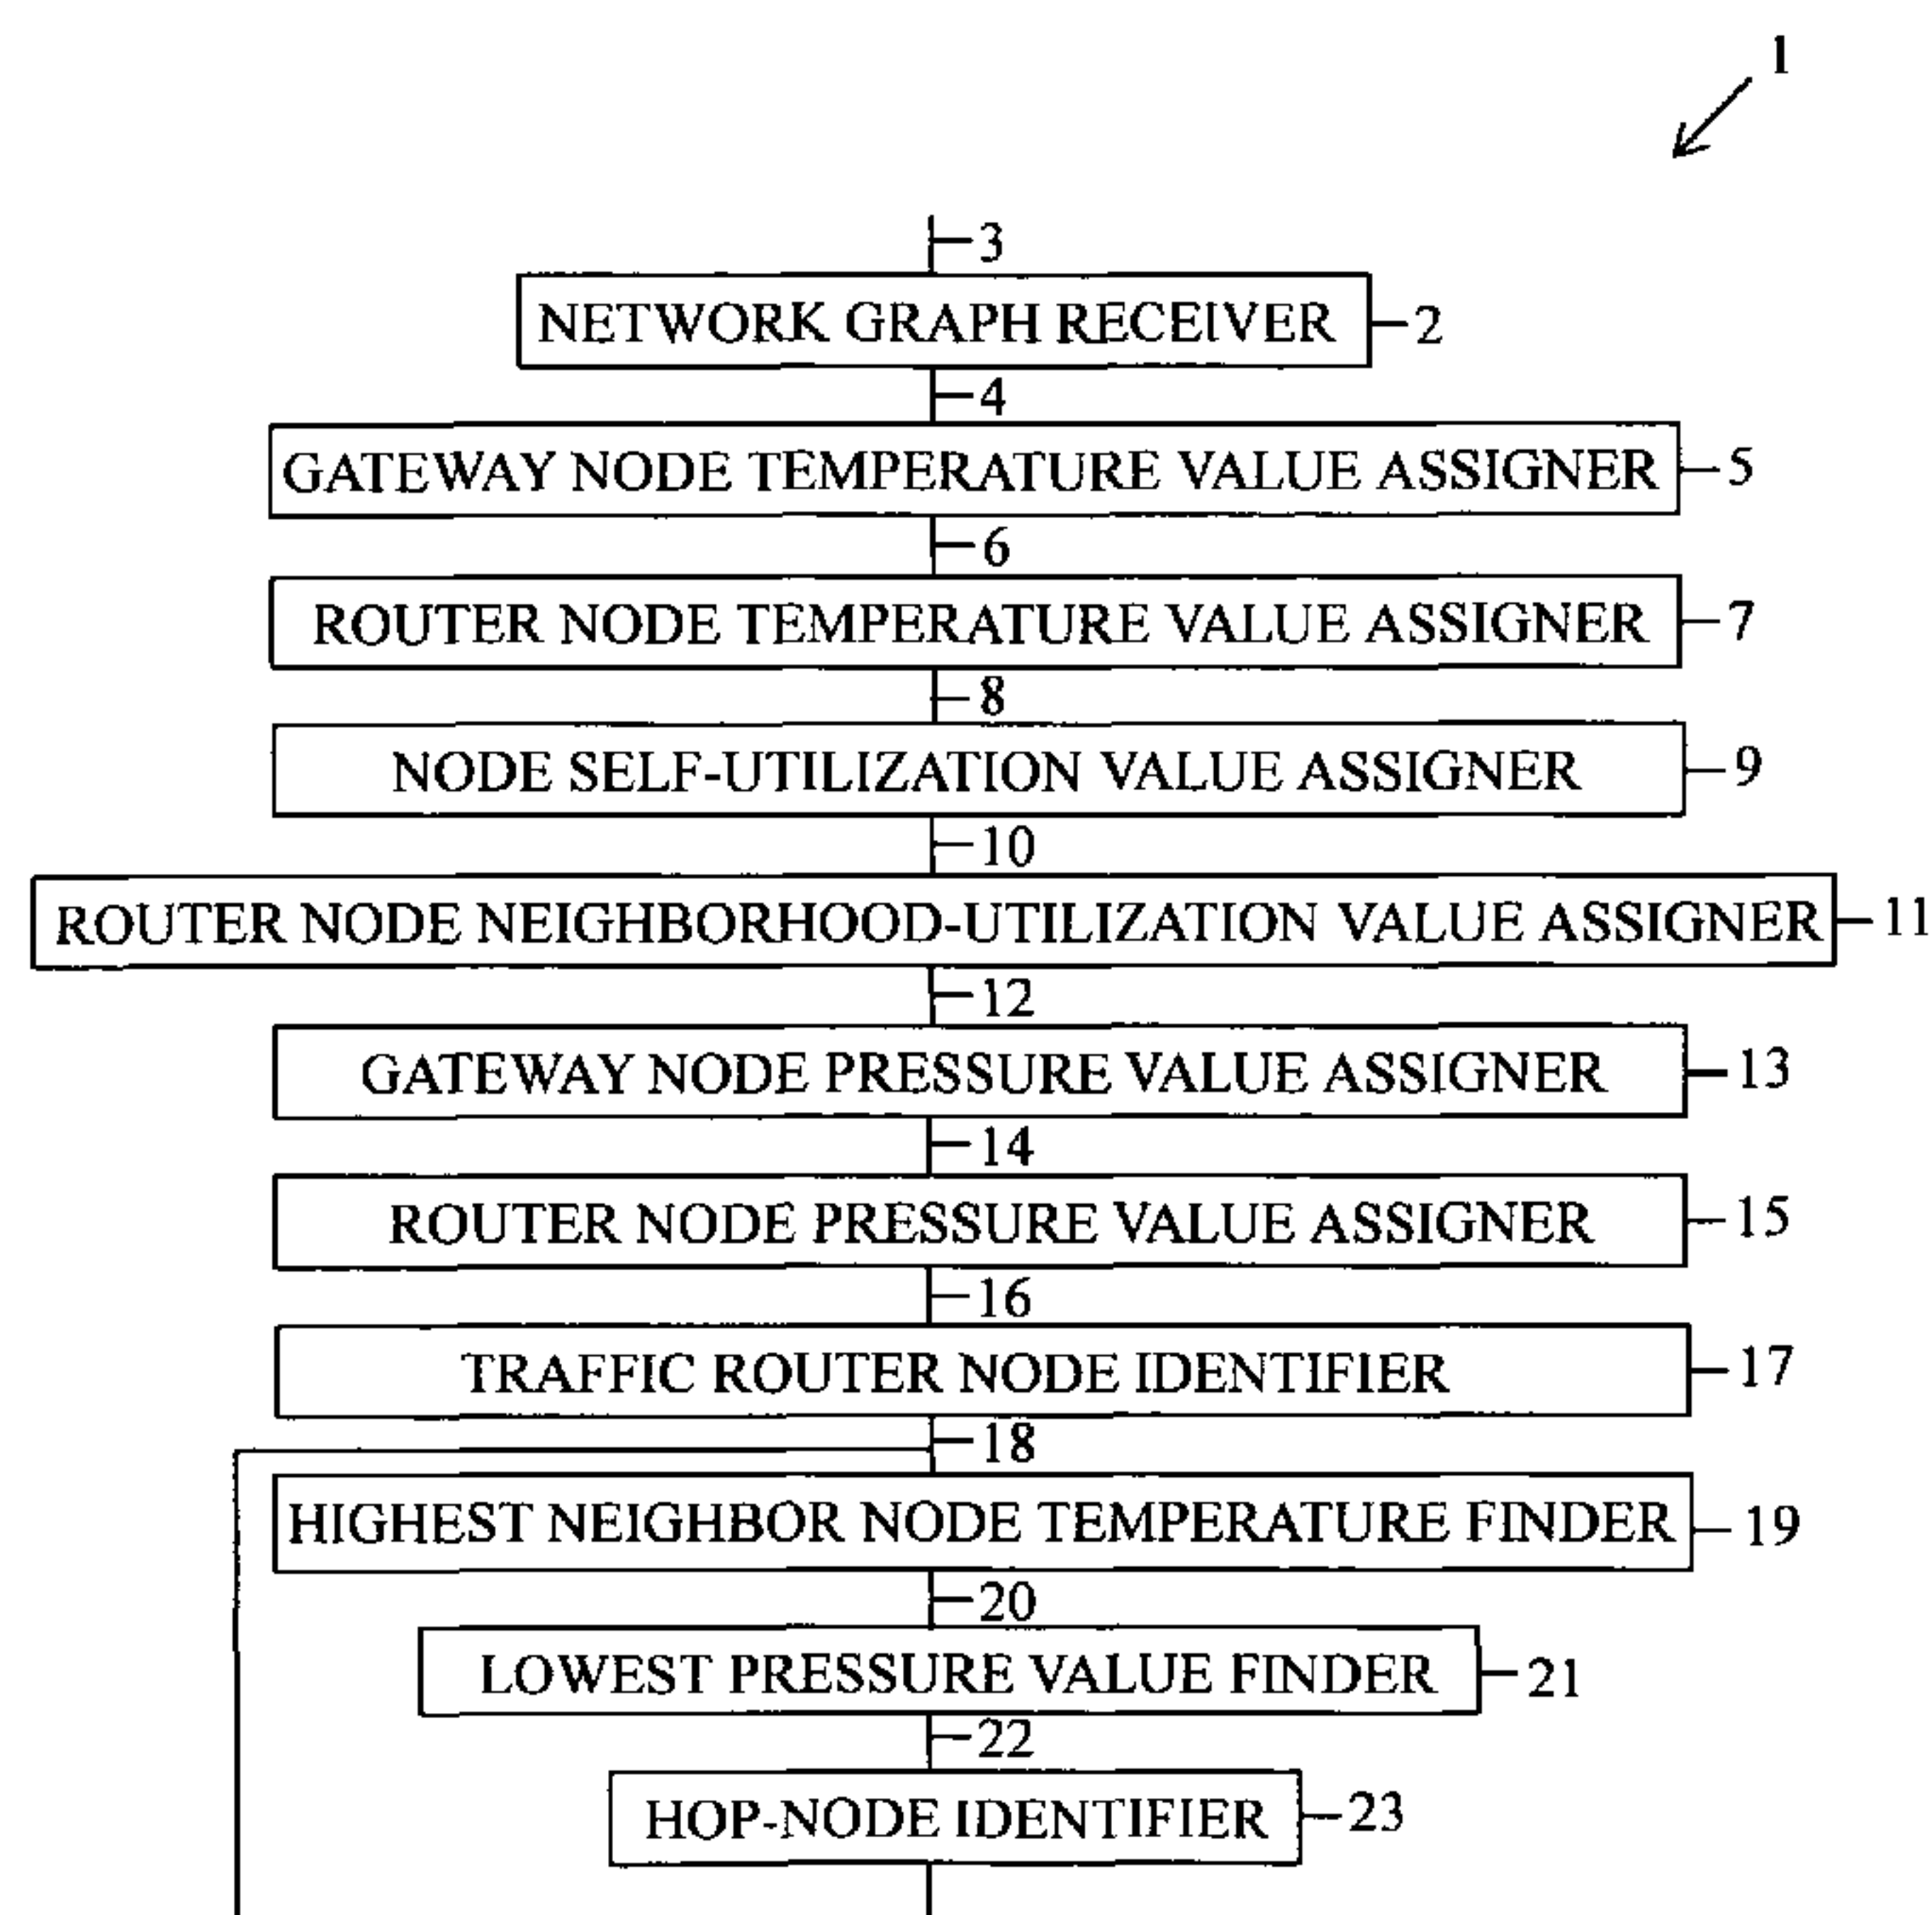 1
3
NETWORK GRAPH RECEIVER 2
4
GATEWAY NODE TEMPERATURE VALUE ASSIGNER 5
6
ROUTER NODE TEMPERATURE VALUE ASSIGNER 7
8
NODE SELF-UTILIZATION VALUE ASSIGNER 9
10
ROUTER NODE NEIGHBORHOOD-UTILIZATION VALUE ASSIGNER 11
12
GATEWAY NODE PRESSURE VALUE ASSIGNER 13
14
ROUTER NODE PRESSURE VALUE ASSIGNER 15
16
TRAFFIC ROUTER NODE IDENTIFIER 17
18
HIGHEST NEIGHBOR NODE TEMPERATURE FINDER 19
20
LOWEST PRESSURE VALUE FINDER 21
22
HOP-NODE IDENTIFIER 23